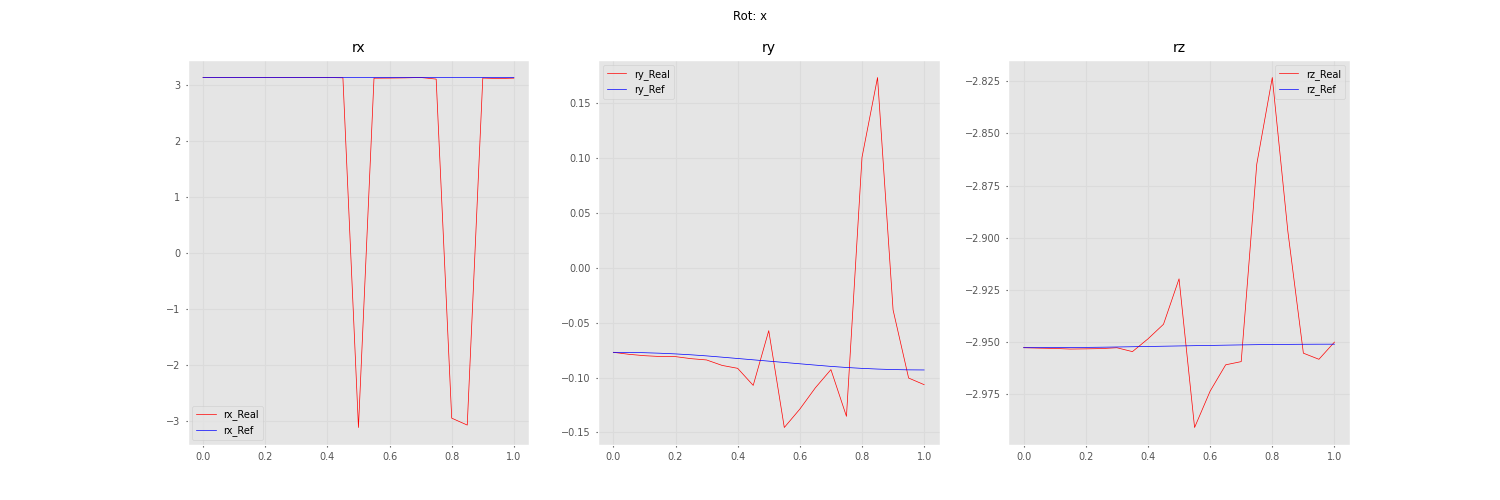 Rot: x
rx
3
2
1
0
−1
−2
−3
0.0 0.2 0.4 0.6 0.8 1.0
rx_Real
rx_Ref
ry
0.15
0.10
0.05
0.00
−0.05
−0.10
−0.15
0.0 0.2 0.4 0.6 0.8 1.0
ry_Real
ry_Ref
rz
−2.825
−2.850
−2.875
−2.900
−2.925
−2.950
−2.975
0.0 0.2 0.4 0.6 0.8 1.0
rz_Real
rz_Ref